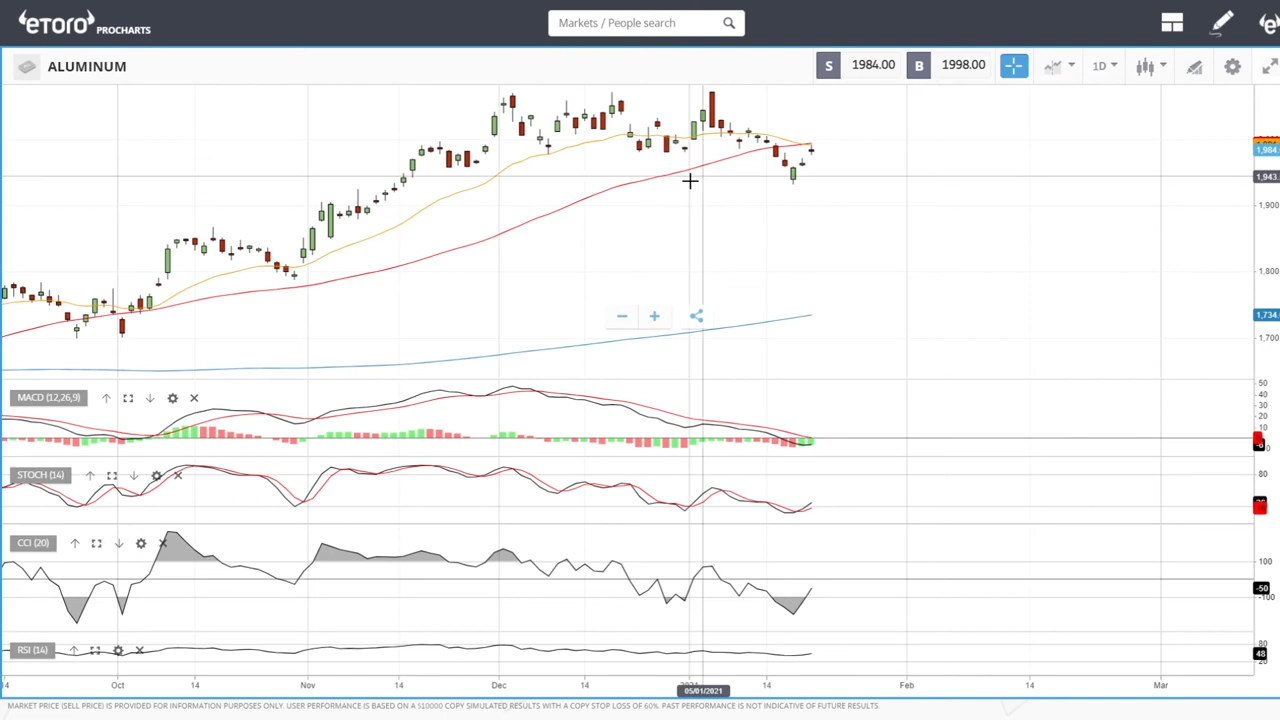 eTORO PROCHARTS
Markets / People search
ALUMINUM
S 1984.00 B 1998.00
1D
1,984.
1,943.
1,900.
1,800.
1,734.
1,700.
MACD (12,26,9)
50
40
30
20
10
STOCH (14)
80
CCI (20)
100
-50
-100
RSI (14)
80
48
20
14 Oct 14 Nov 14 Dec 14 14 Feb 14 Mar
05/01/2021
MARKET PRICE (SELL PRICE) IS PROVIDED FOR INFORMATION PURPOSES ONLY. USER PERFORMANCE IS BASED ON A $10000 COPY SIMULATED RESULTS WITH A COPY STOP LOSS OF 60%. PAST PERFORMANCE IS NOT INDICATIVE OF FUTURE RESULTS.